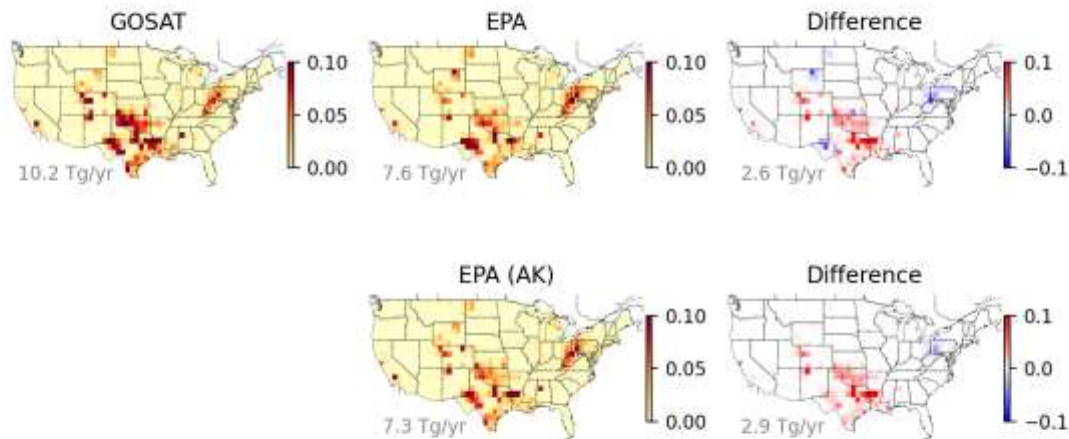 GOSAT
EPA
Difference
0.10
0.05
0.00
10.2 Tg/yr
0.10
0.05
0.00
7.6 Tg/yr
0.1
0.0
−0.1
2.6 Tg/yr
EPA (AK)
Difference
0.10
0.05
0.00
7.3 Tg/yr
0.1
0.0
−0.1
2.9 Tg/yr